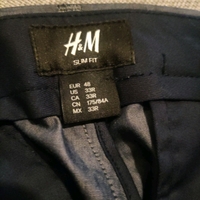 H&M
SLIM FIT
EUR 48
US 33R
CA 33R
CN 175/84A
MX 33R